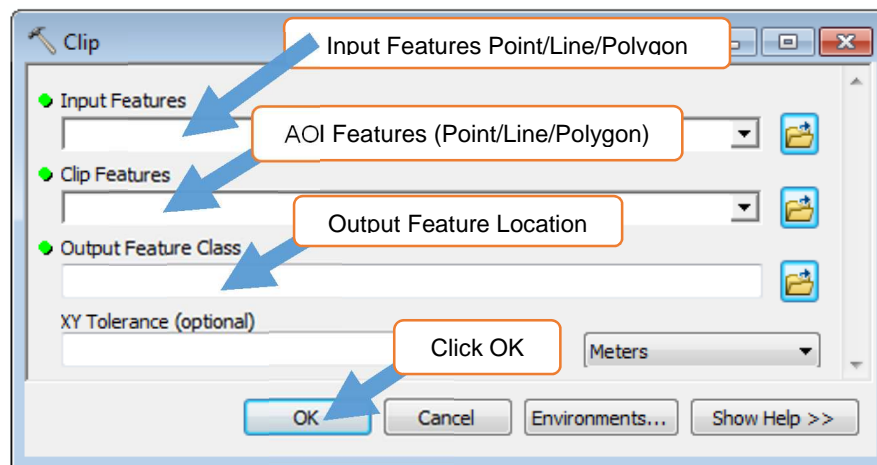 Clip
Input Features Point/Line/Polygon
Input Features
AOI Features (Point/Line/Polygon)
Clip Features
Output Feature Location
Output Feature Class
XY Tolerance (optional)
Click OK
Meters
OK
Cancel
Environments...
Show Help >>